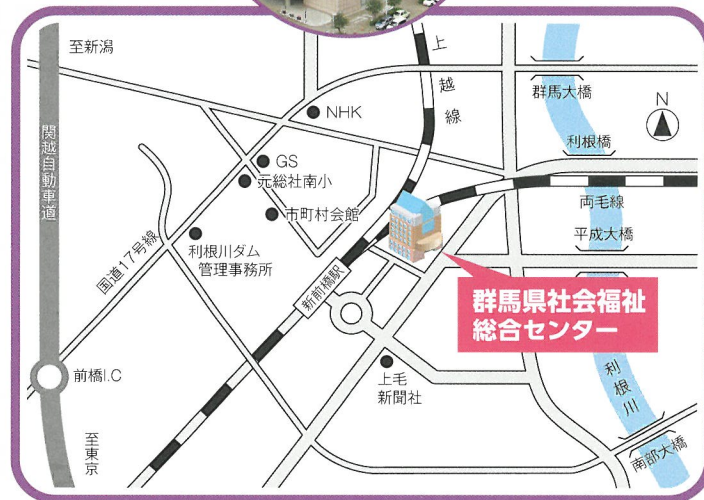 至新潟
上越線
群馬大橋
N
NHK
関越自動車道
利根橋
GS
元総社南小
両毛線
市町村会館
平成大橋
利根川ダム
管理事務所
国道17号線
新前橋駅
群馬県社会福祉
総合センター
前橋I.C
上毛
新聞社
利根川
至東京
南部大橋